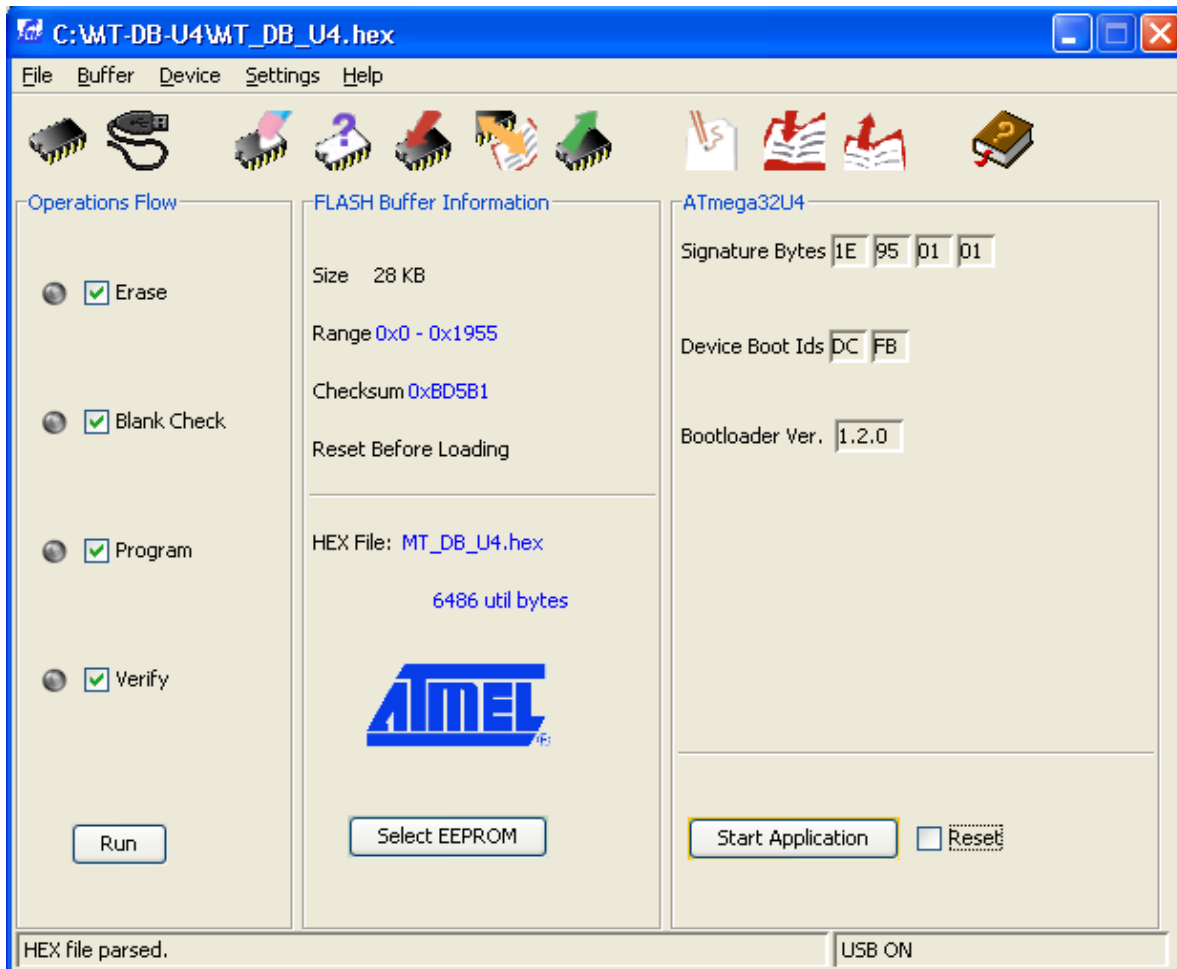 C:\MT-DB-U4\MT_DB_U4.hex
File Buffer Device Settings Help
Operations Flow
Erase
Blank Check
Program
Verify
Run
FLASH Buffer Information
Size 28 KB
Range 0x0 - 0x1955
Checksum 0xBD5B1
Reset Before Loading
HEX File: MT_DB_U4.hex
6486 util bytes
ATMEL®
Select EEPROM
ATmega32U4
Signature Bytes 1E 95 01 01
Device Boot Ids DC FB
Bootloader Ver. 1.2.0
Start Application Reset
HEX file parsed.
USB ON